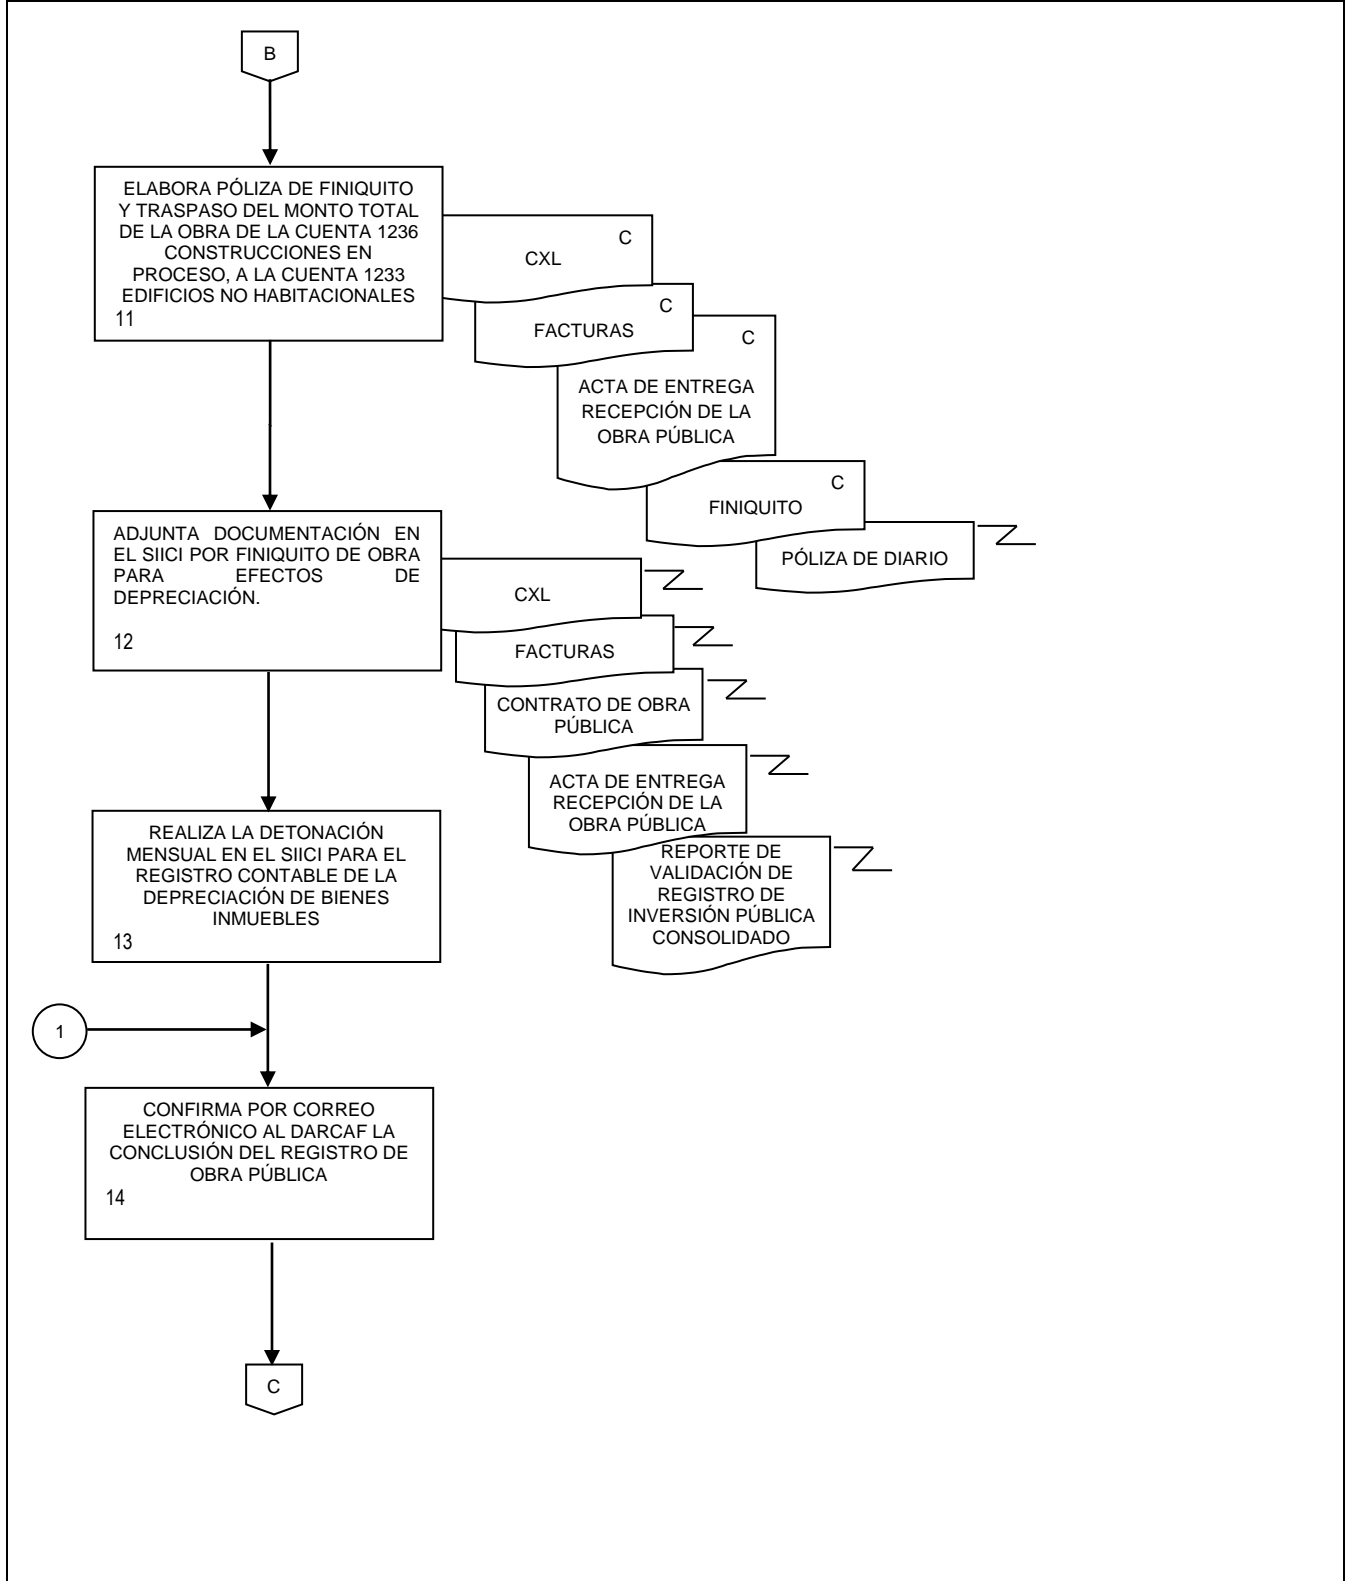 B
ELABORA PÓLIZA DE FINIQUITO
Y TRASPASO DEL MONTO TOTAL
DE LA OBRA DE LA CUENTA 1236
CONSTRUCCIONES EN
PROCESO, A LA CUENTA 1233
EDIFICIOS NO HABITACIONALES
11
C
CXL
C
FACTURAS
C
ACTA DE ENTREGA
RECEPCIÓN DE LA
OBRA PÚBLICA
C
FINIQUITO
PÓLIZA DE DIARIO
ADJUNTA DOCUMENTACIÓN EN
EL SIICI POR FINIQUITO DE OBRA
PARA EFECTOS DE
DEPRECIACIÓN.
12
CXL
FACTURAS
CONTRATO DE OBRA
PÚBLICA
ACTA DE ENTREGA
RECEPCIÓN DE LA
OBRA PÚBLICA
REPORTE DE
VALIDACIÓN DE
REGISTRO DE
INVERSIÓN PÚBLICA
CONSOLIDADO
REALIZA LA DETONACIÓN
MENSUAL EN EL SIICI PARA EL
REGISTRO CONTABLE DE LA
DEPRECIACIÓN DE BIENES
INMUEBLES
13
1
CONFIRMA POR CORREO
ELECTRÓNICO AL DARCAF LA
CONCLUSIÓN DEL REGISTRO DE
OBRA PÚBLICA
14
C